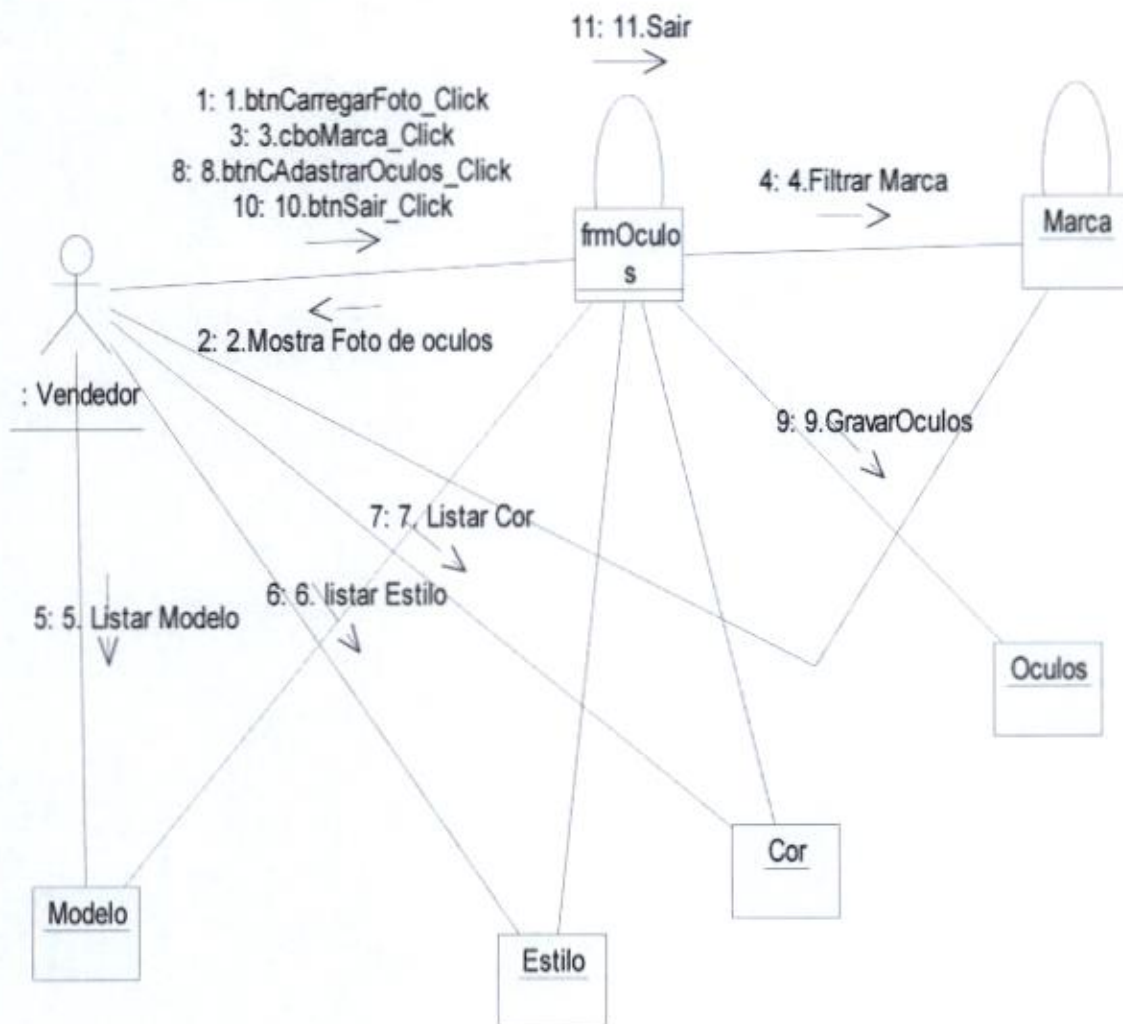 11: 11.Sair
1: 1.btnCarregarFoto_Click
3: 3.cboMarca_Click
8: 8.btnCAdastrarOculos_Click
10: 10.btnSair_Click
4: 4.Filtrar Marca
frmOculo
s
Marca
2: 2.Mostra Foto de oculos
: Vendedor
9: 9.GravarOculos
7: 7. Listar Cor
6: 6. listar Estilo
5: 5. Listar Modelo
Oculos
Cor
Modelo
Estilo